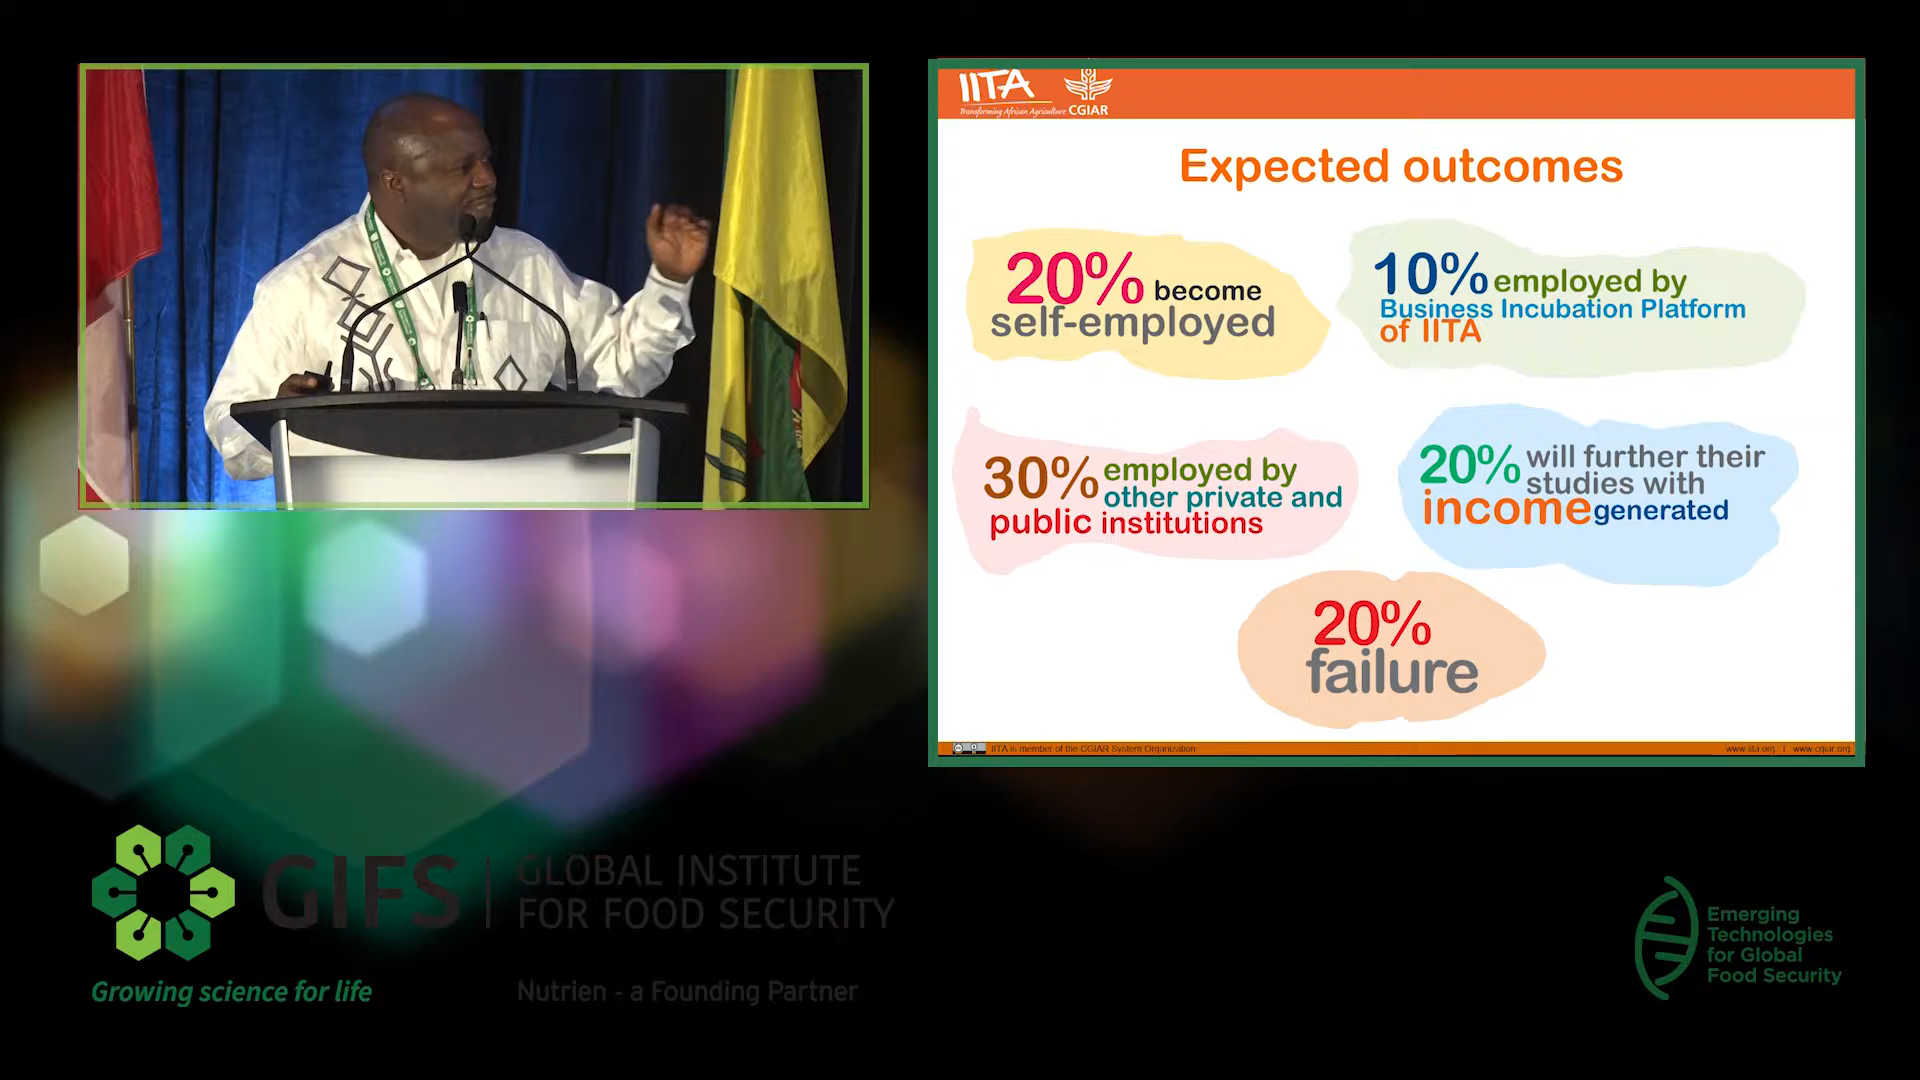 IITA
Transforming African Agriculture
CGIAR
Expected outcomes
20% become
self-employed
10% employed by
Business Incubation Platform
of IITA
30% employed by
other private and
public institutions
20% will further their
studies with
income generated
20%
failure
IITA is member of the CGIAR System Organization
www.iita.org | www.cgiar.org
GIFS
GLOBAL INSTITUTE
FOR FOOD SECURITY
Growing science for life
Nutrien - a Founding Partner
Emerging
Technologies
for Global
Food Security